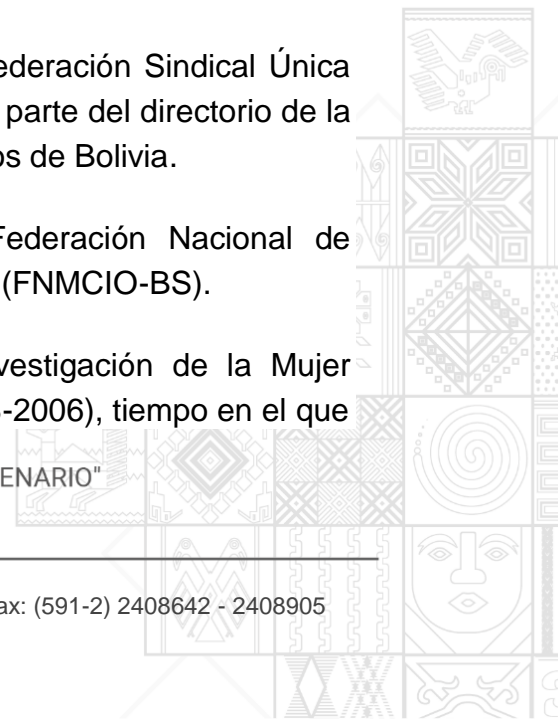 ederación Sindical Única
parte del directorio de la
os de Bolivia.
Federación Nacional de
(FNMCIO-BS).
vestigación de la Mujer
-2006), tiempo en el que
ENARIO"
ax: (591-2) 2408642 - 2408905